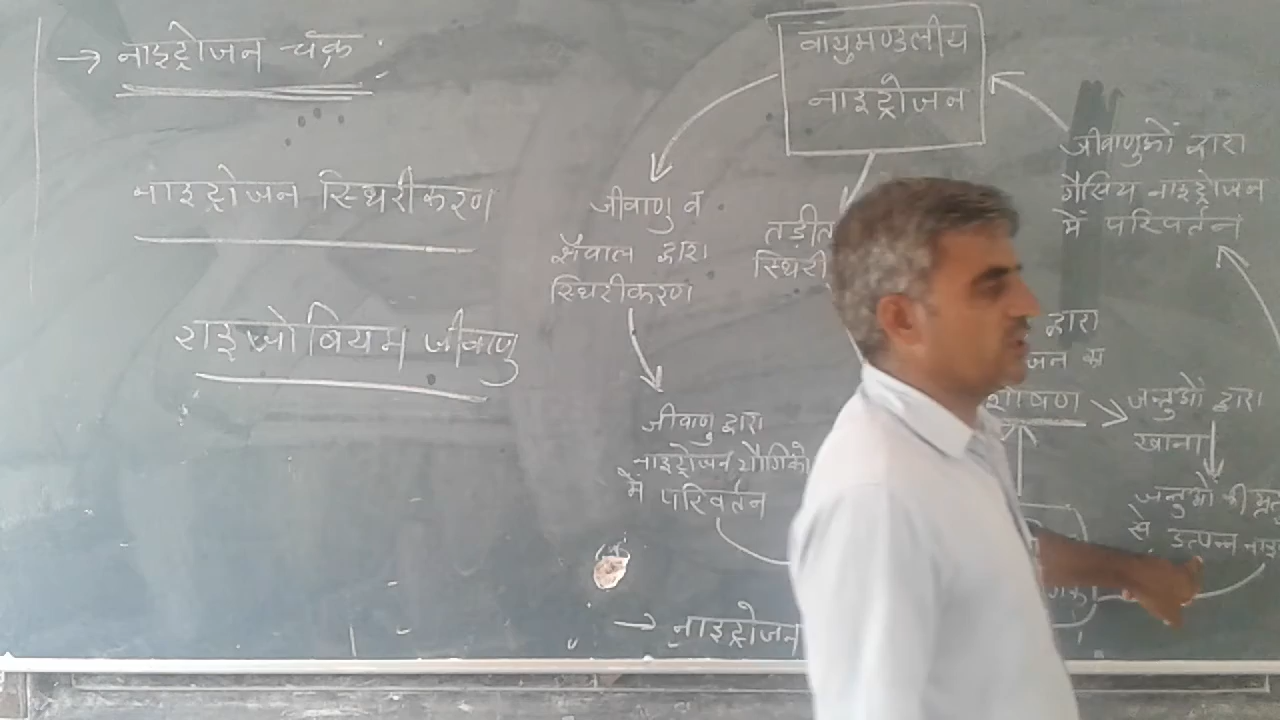 → नाइट्रोजन चक्र :
नाइट्रोजन स्थिरीकरण
राइजोबियम जीवाणु
वायुमण्डलीय
नाइट्रोजन
जीवाणु व
शैवाल द्वारा
स्थिरीकरण
जीवाणु द्वारा
नाइट्रोजन यौगिको
में परिवर्तन
→ नाइट्रोजन
तड़ीत
स्थिरी
जीवाणुओं द्वारा
गैसिय नाइट्रोजन
में परिवर्तन
द्वारा
शोषण
जन्तुओं द्वारा
खाना
जन्तुओ की
से उत्पन्न